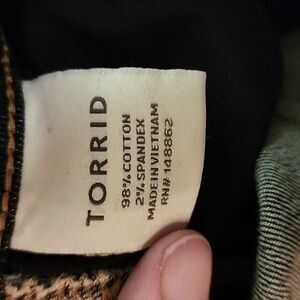 TORRID
98% COTTON
2% SPANDEX
MADE IN VIETNAM
RN# 148862